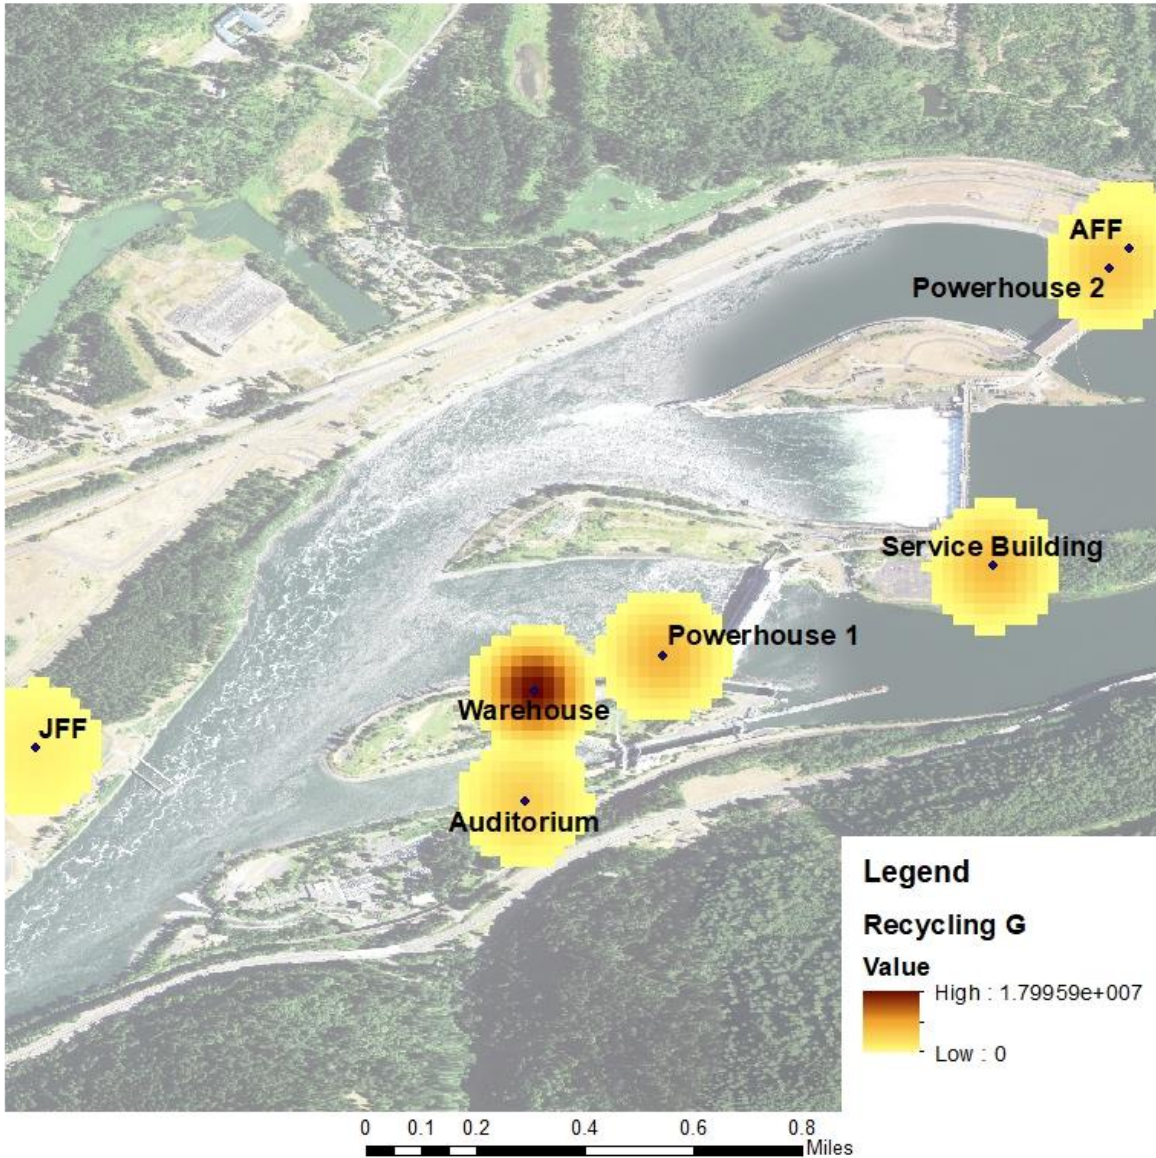 AFF
Powerhouse 2
Service Building
Powerhouse 1
Warehouse
JFF
Auditorium
Legend
Recycling G
Value
High : 1.79959e+007
Low : 0
0 0.1 0.2 0.4 0.6 0.8
Miles